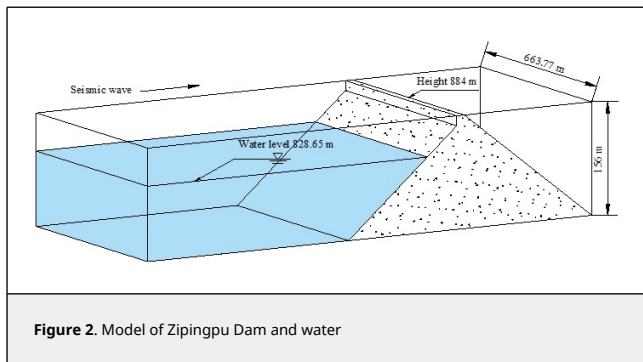 663.77 m
Seismic wave
Height 884 m
Water level 828.65 m
156 m
Figure 2. Model of Zipingpu Dam and water